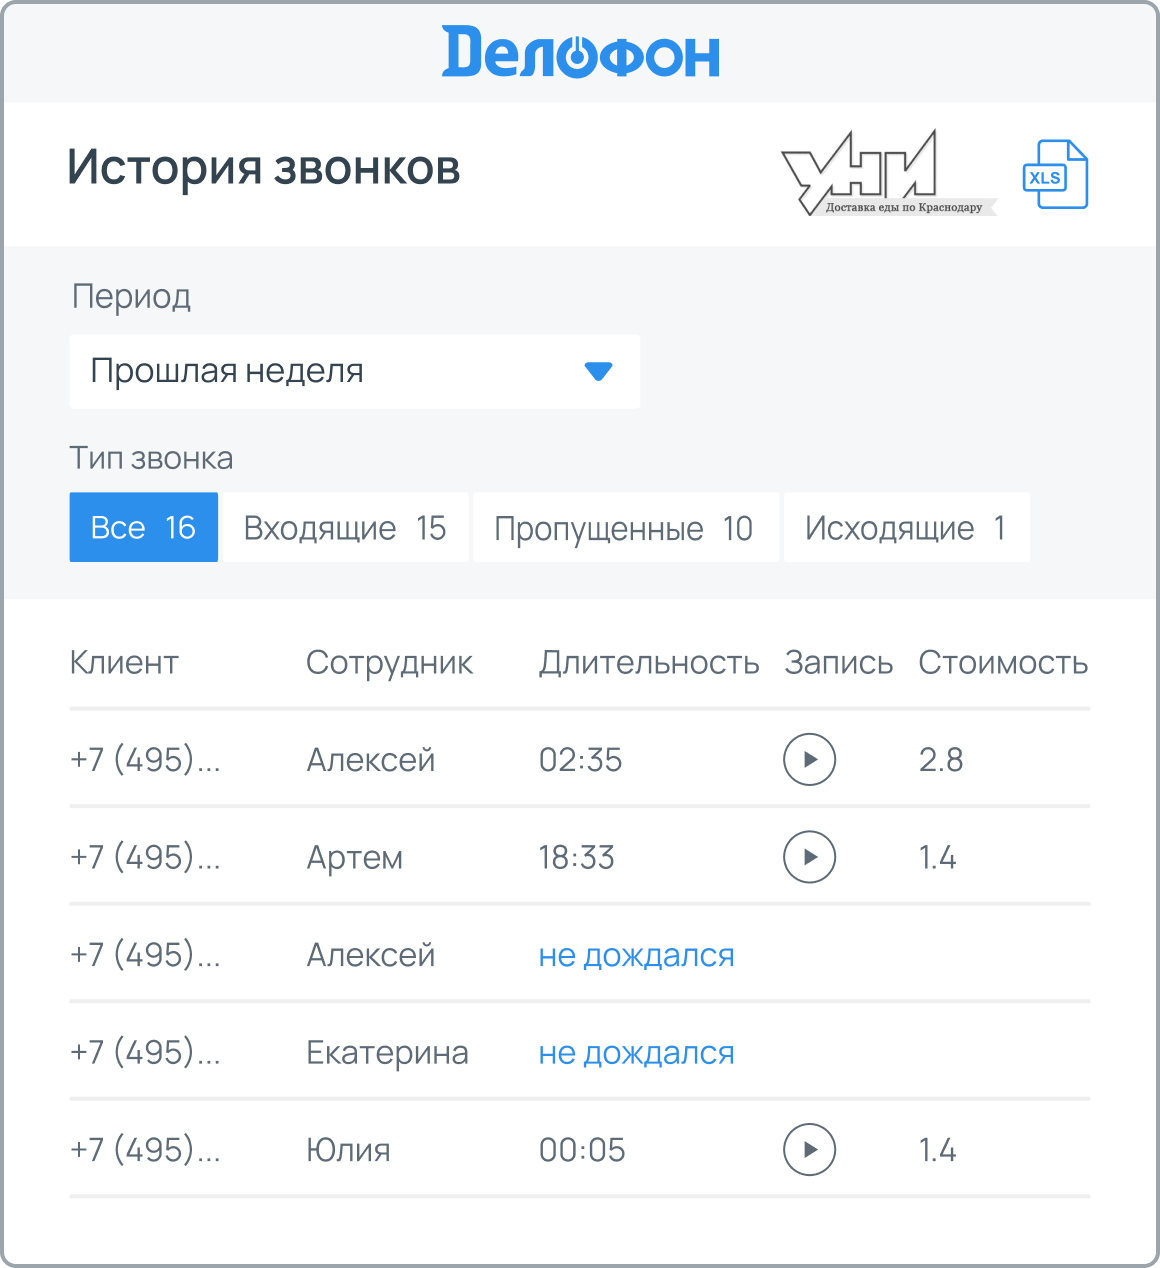 Делофон
История звонков
УНИ
Доставка еды по Краснодару
XLS
Период
Прошлая неделя
Тип звонка
Все 16 Входящие 15 Пропущенные 10 Исходящие 1
Клиент Сотрудник Длительность Запись Стоимость
+7 (495)... Алексей 02:35 2.8
+7 (495)... Артем 18:33 1.4
+7 (495)... Алексей не дождался
+7 (495)... Екатерина не дождался
+7 (495)... Юлия 00:05 1.4